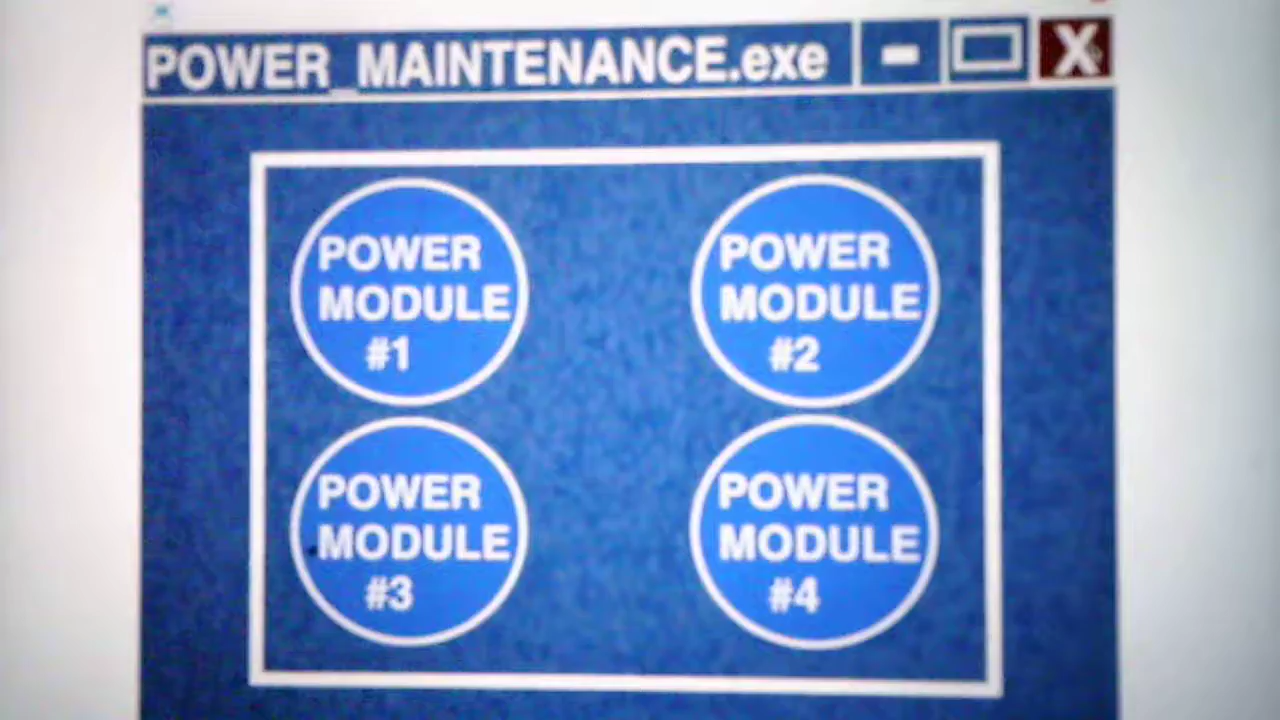 POWER_MAINTENANCE.exe
X
POWER
MODULE
#1
POWER
MODULE
#2
POWER
MODULE
#3
POWER
MODULE
#4